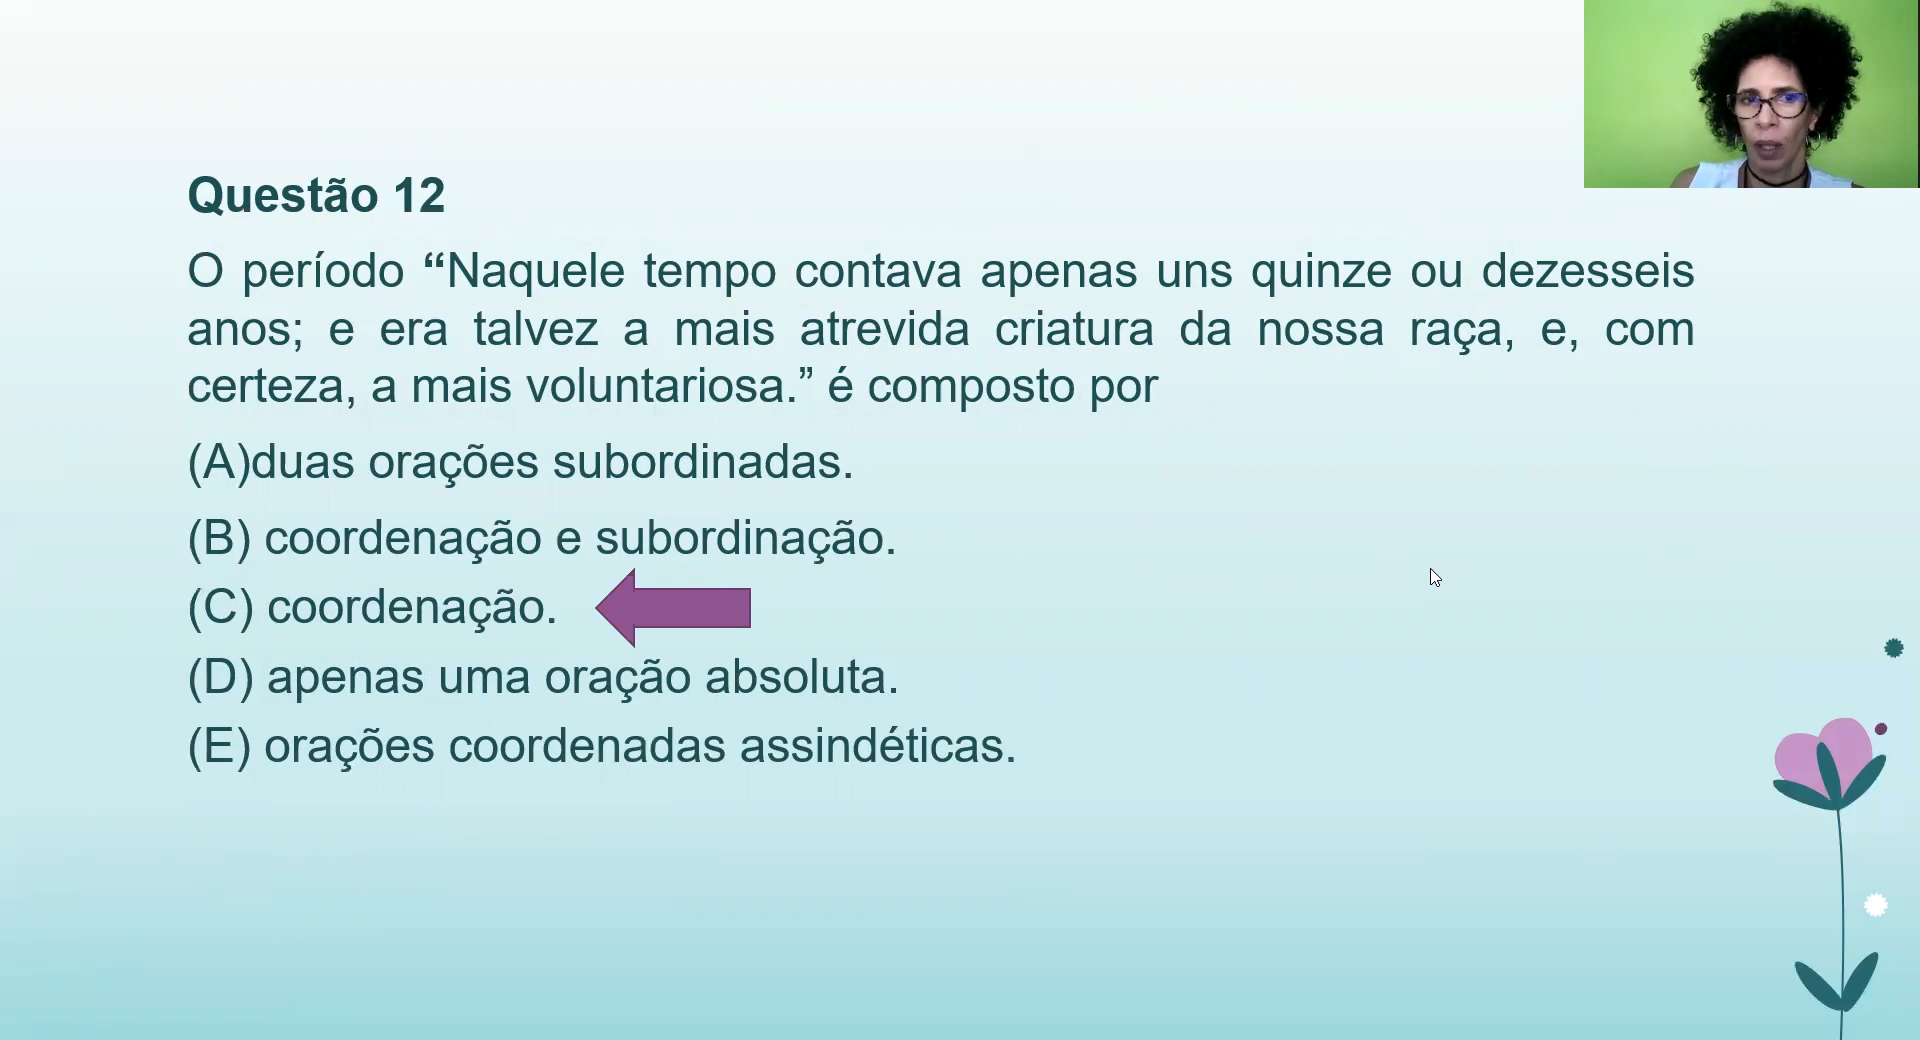 Questão 12
O período “Naquele tempo contava apenas uns quinze ou dezesseis
anos; e era talvez a mais atrevida criatura da nossa raça, e, com
certeza, a mais voluntariosa.” é composto por
(A)duas orações subordinadas.
(B) coordenação e subordinação.
(C) coordenação.
(D) apenas uma oração absoluta.
(E) orações coordenadas assindéticas.